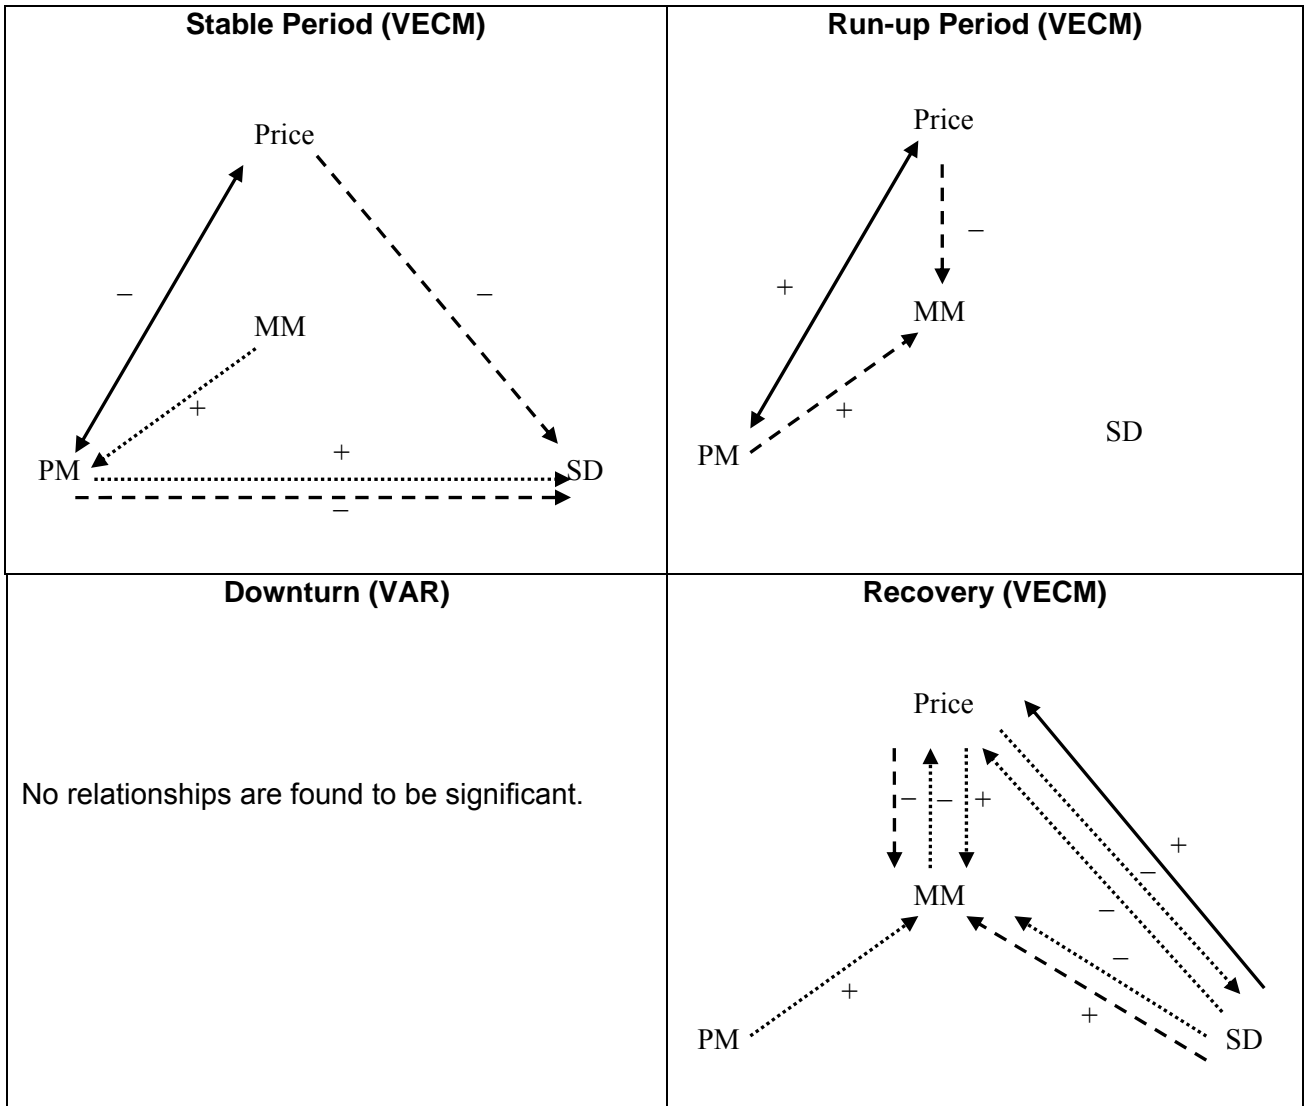 Stable Period (VECM)
Price
–
–
MM
+
+
PM
SD
–
Run-up Period (VECM)
Price
–
+
MM
+
SD
PM
Downturn (VAR)
No relationships are found to be significant.
Recovery (VECM)
Price
– – +
+
–
MM
–
–
+
+
PM
SD